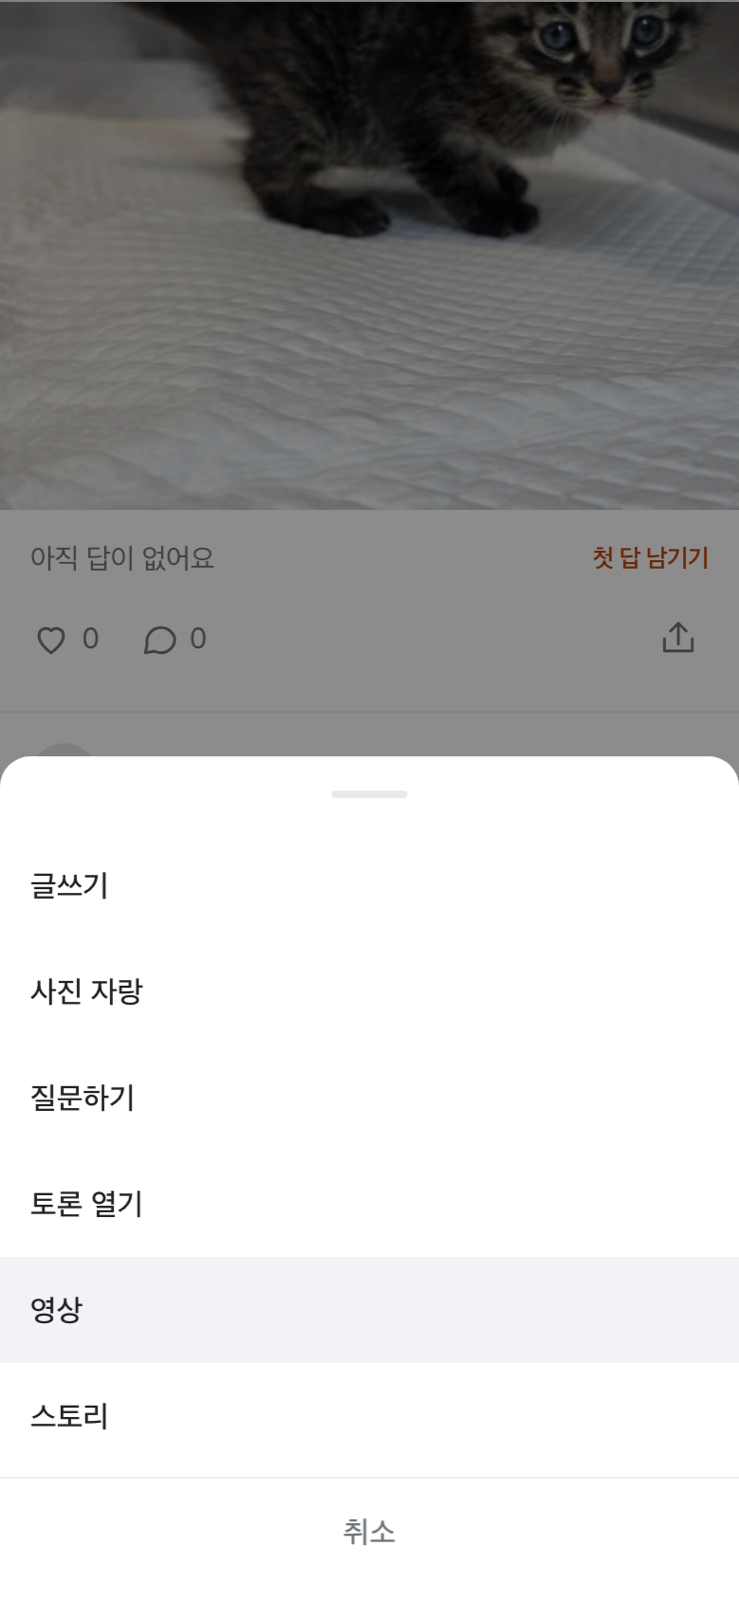 아직 답이 없어요
첫 답 남기기
0 0
글쓰기
사진 자랑
질문하기
토론 열기
영상
스토리
취소